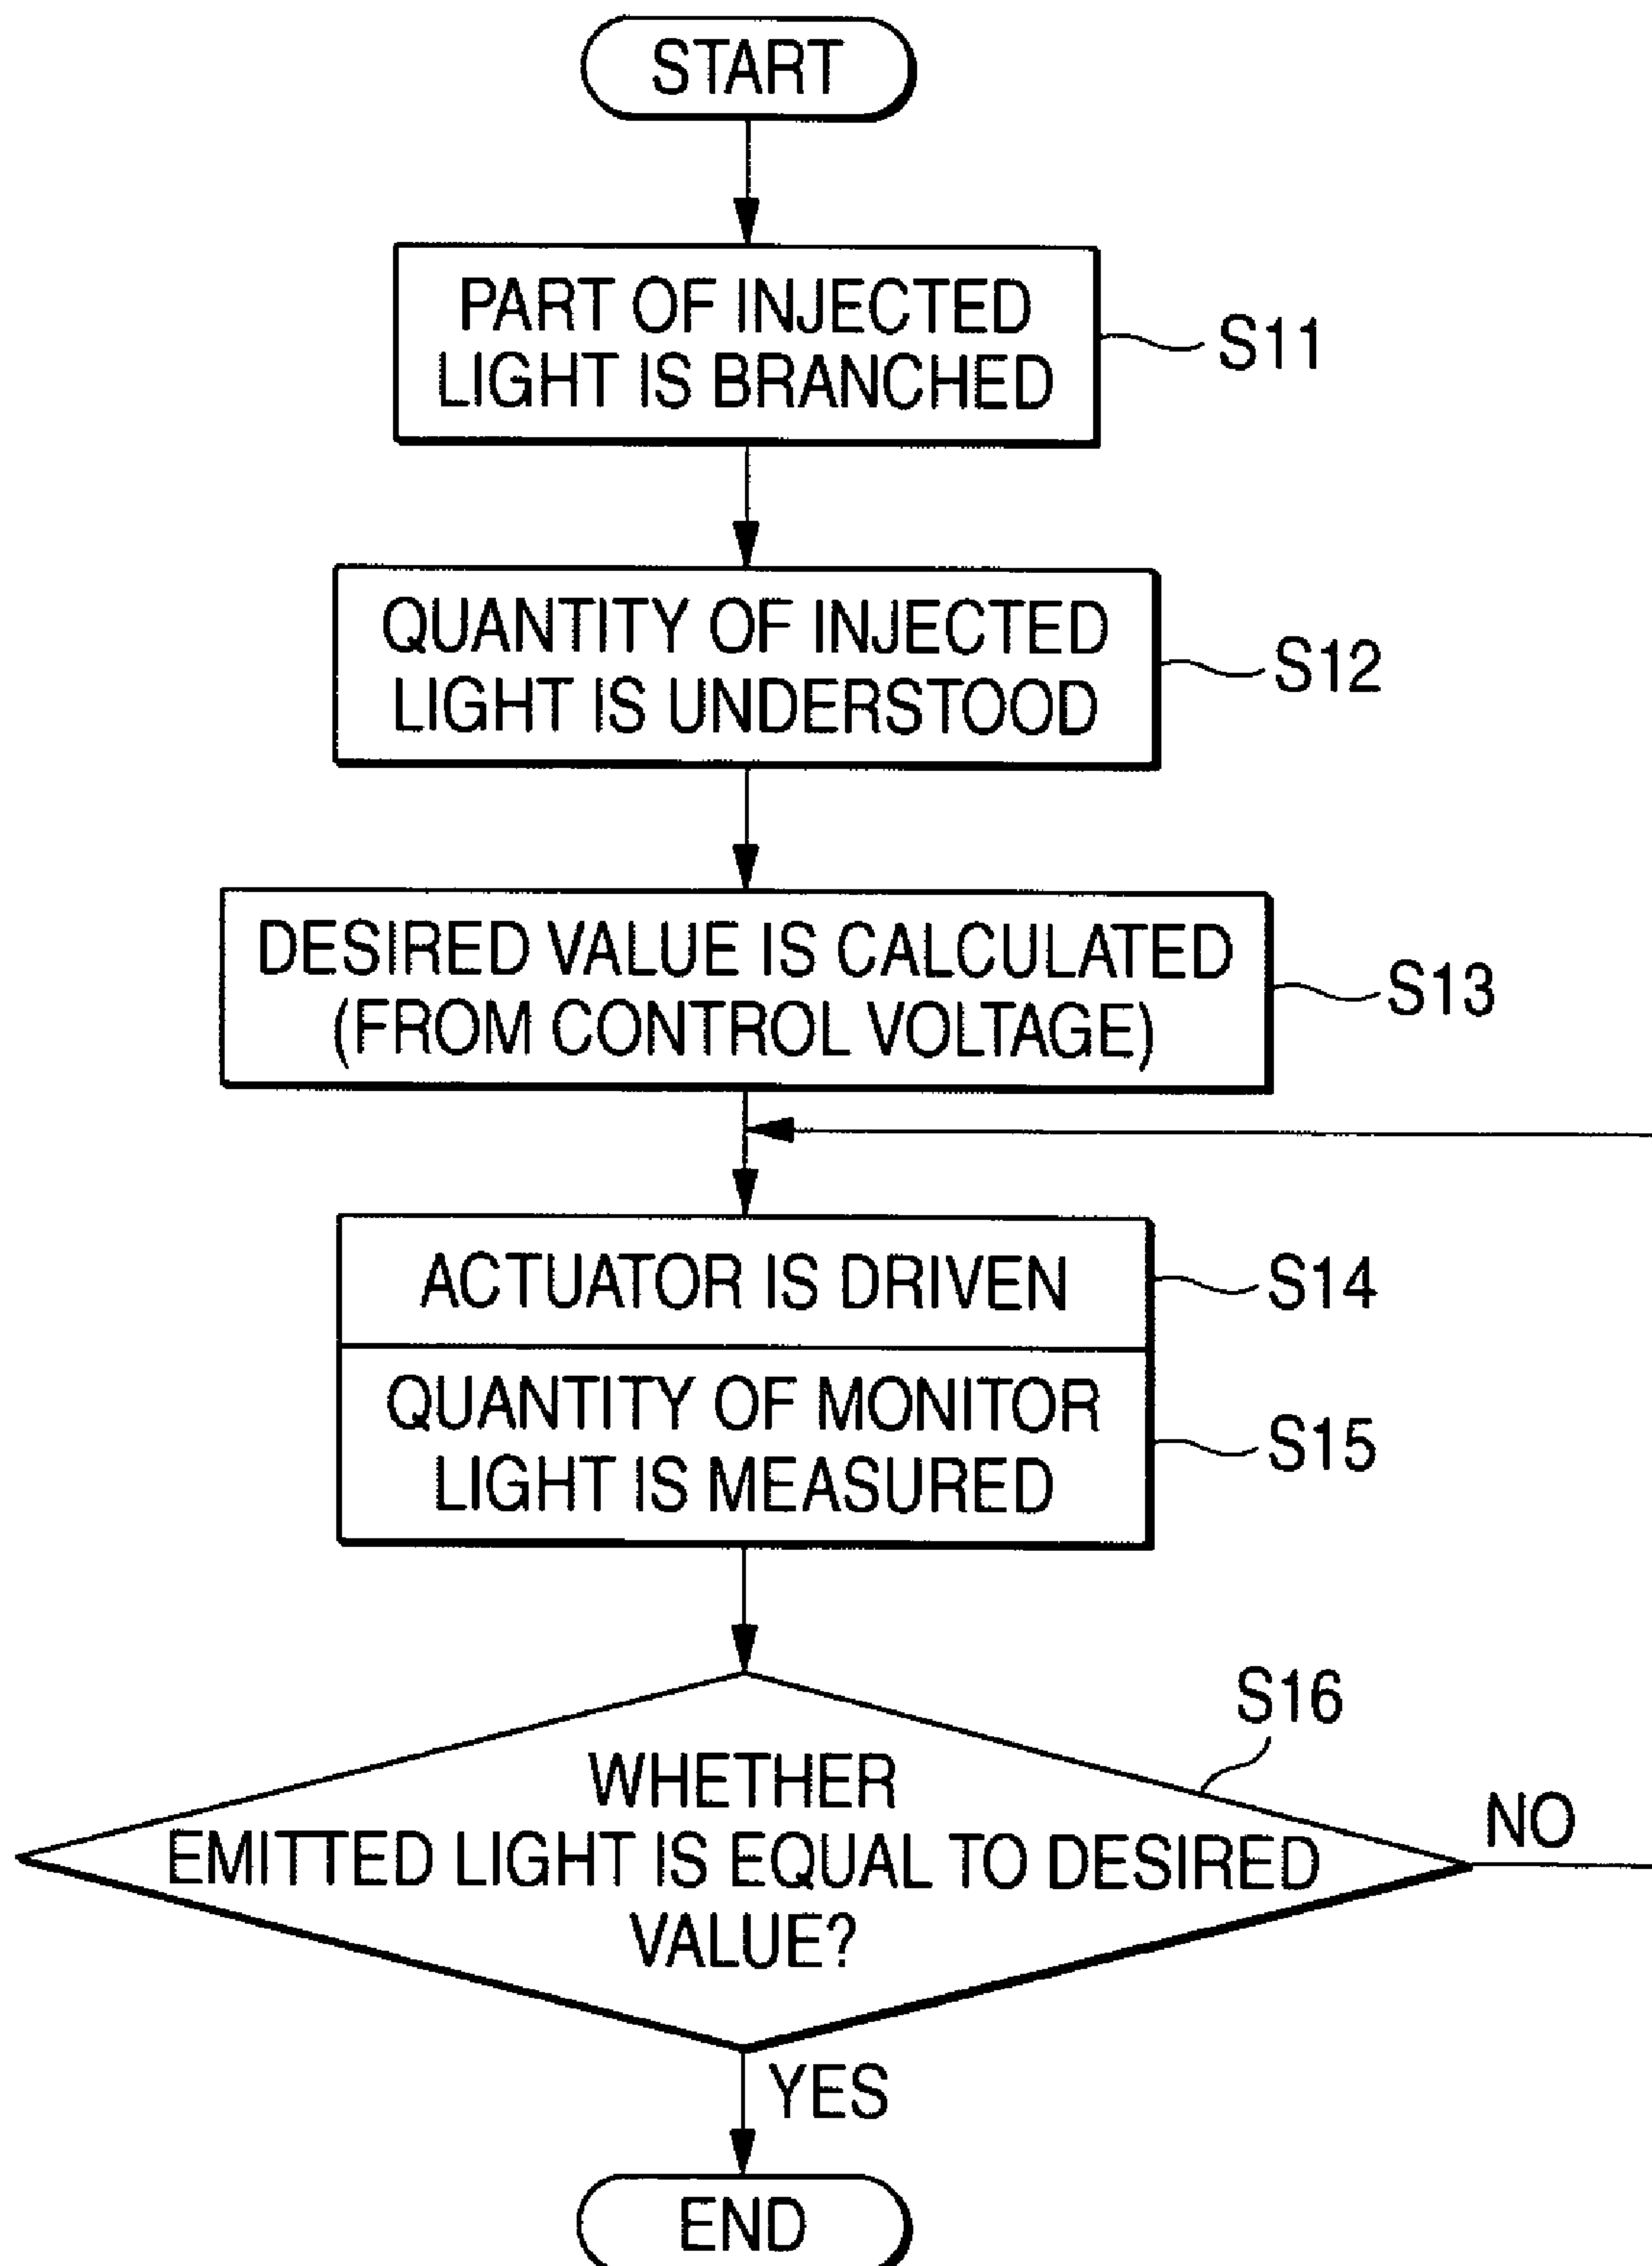 START
PART OF INJECTED
LIGHT IS BRANCHED
S11
QUANTITY OF INJECTED
LIGHT IS UNDERSTOOD
S12
DESIRED VALUE IS CALCULATED
(FROM CONTROL VOLTAGE)
S13
ACTUATOR IS DRIVEN
S14
QUANTITY OF MONITOR
LIGHT IS MEASURED
S15
S16
WHETHER
EMITTED LIGHT IS EQUAL TO DESIRED
VALUE?
NO
YES
END